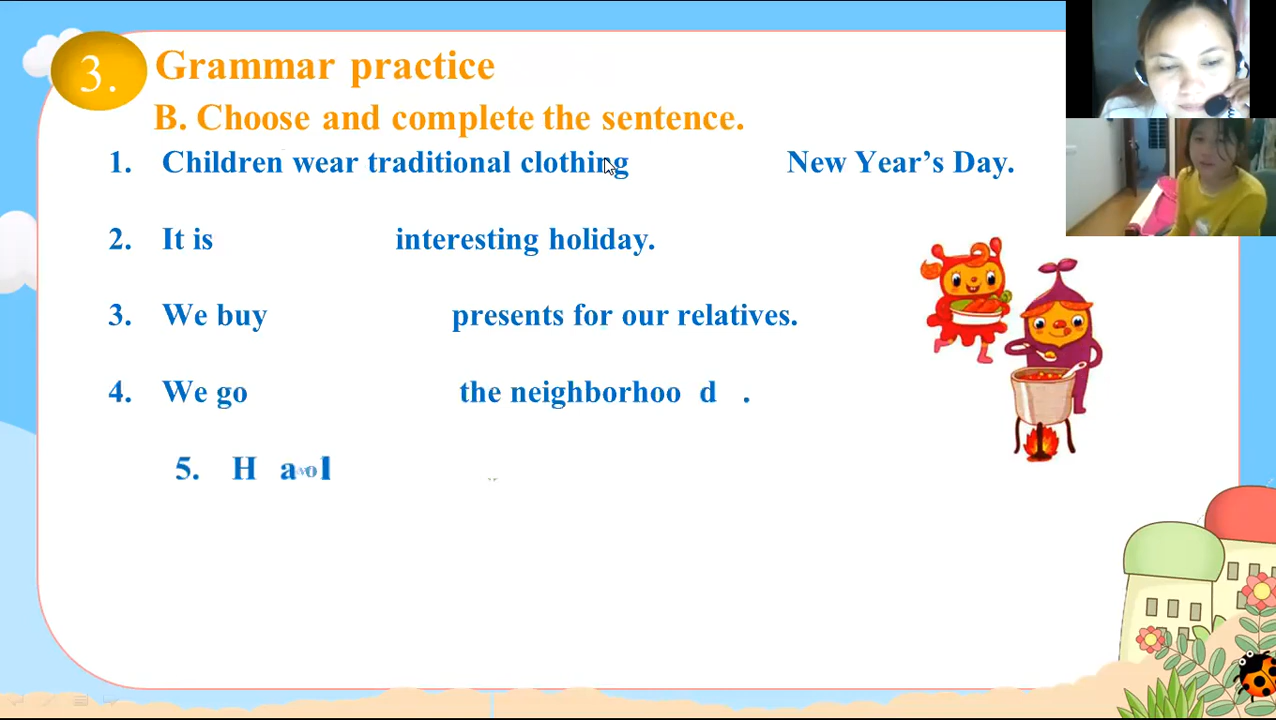 3. Grammar practice
B. Choose and complete the sentence.
1. Children wear traditional clothing New Year’s Day.
2. It is interesting holiday.
3. We buy presents for our relatives.
4. We go the neighborhoo d .
5. H a